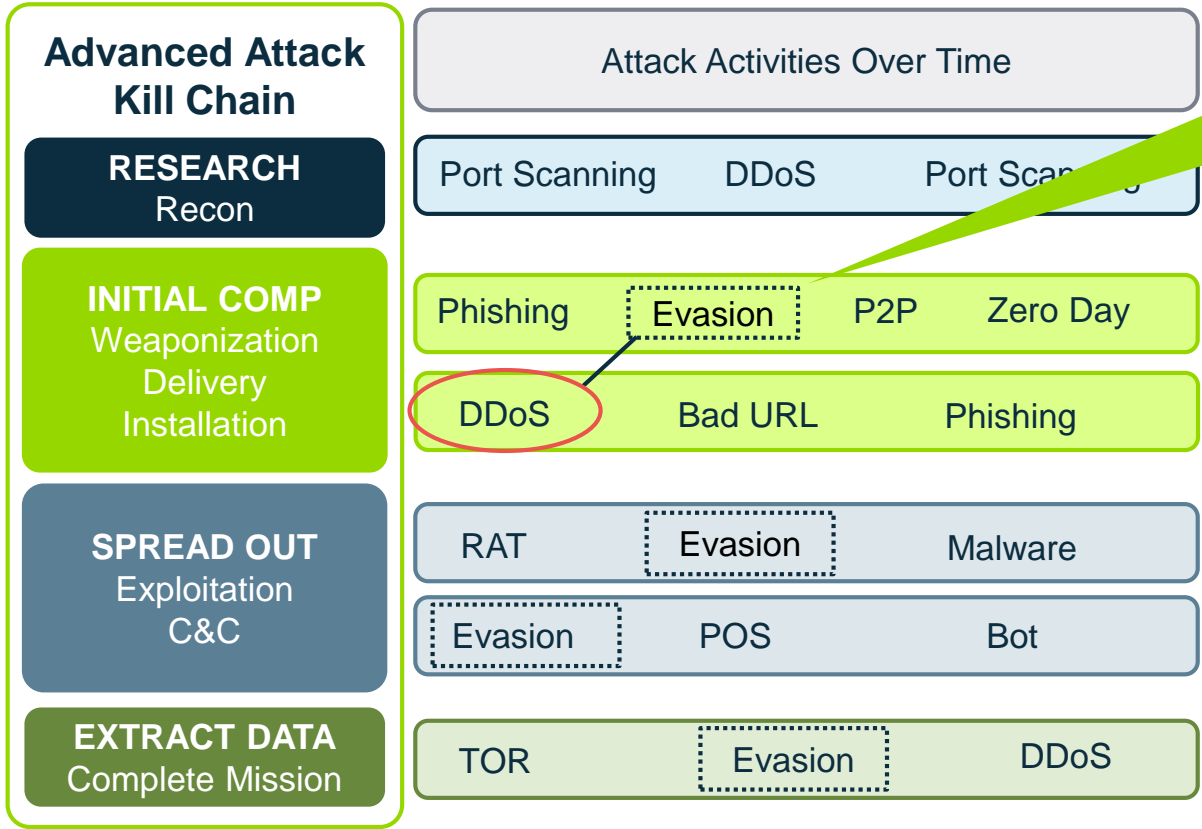 Advanced Attack
Kill Chain
Attack Activities Over Time
RESEARCH
Recon
Port Scanning DDoS Port Scanning
INITIAL COMP
Weaponization
Delivery
Installation
Phishing Evasion P2P Zero Day
DDoS Bad URL Phishing
SPREAD OUT
Exploitation
C&C
RAT Evasion Malware
Evasion POS Bot
EXTRACT DATA
Complete Mission
TOR Evasion DDoS